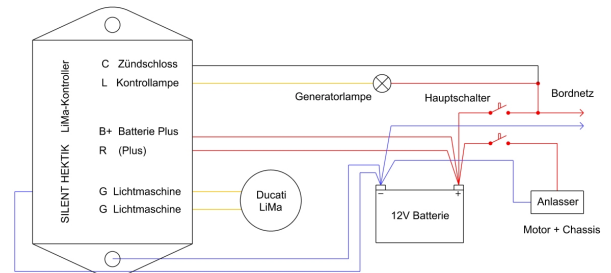 SILENT HEKTIK LiMa-Kontroller
C Zündschloss
L Kontrollampe
B+ Batterie Plus
R (Plus)
G Lichtmaschine
G Lichtmaschine
Generatorlampe
Hauptschalter
Bordnetz
Ducati
LiMa
− +
12V Batterie
Anlasser
Motor + Chassis